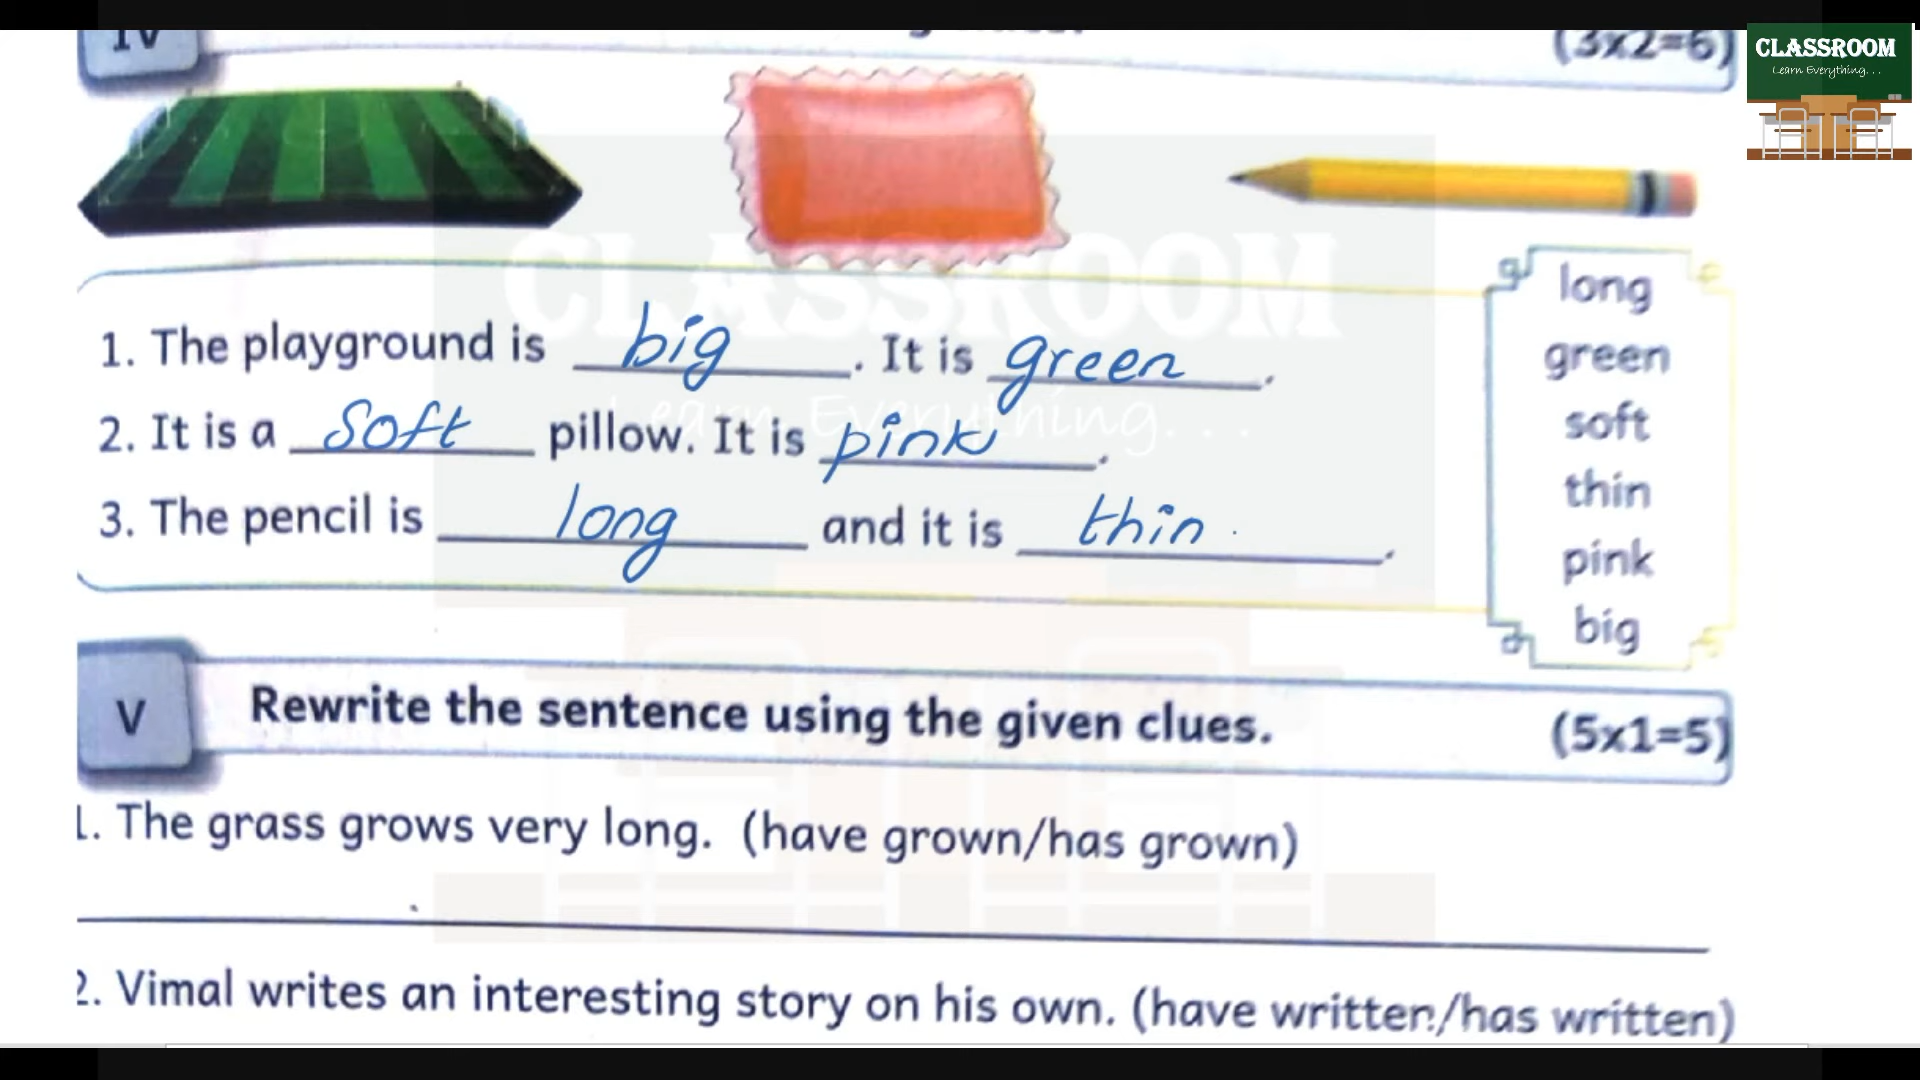 IV
(3x2=6)
CLASSROOM
Learn Everything...
long
green
soft
thin
pink
big
1. The playground is big. It is green.
2. It is a soft pillow. It is pink.
3. The pencil is long and it is thin.
CLASSROOM
Learn Everything...
V Rewrite the sentence using the given clues. (5x1=5)
1. The grass grows very long. (have grown/has grown)
2. Vimal writes an interesting story on his own. (have written/has written)